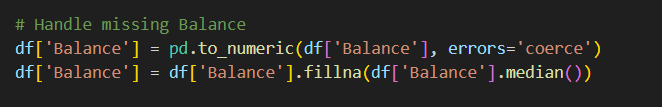 # Handle missing Balance
df['Balance'] = pd.to_numeric(df['Balance'], errors='coerce')
df['Balance'] = df['Balance'].fillna(df['Balance'].median())